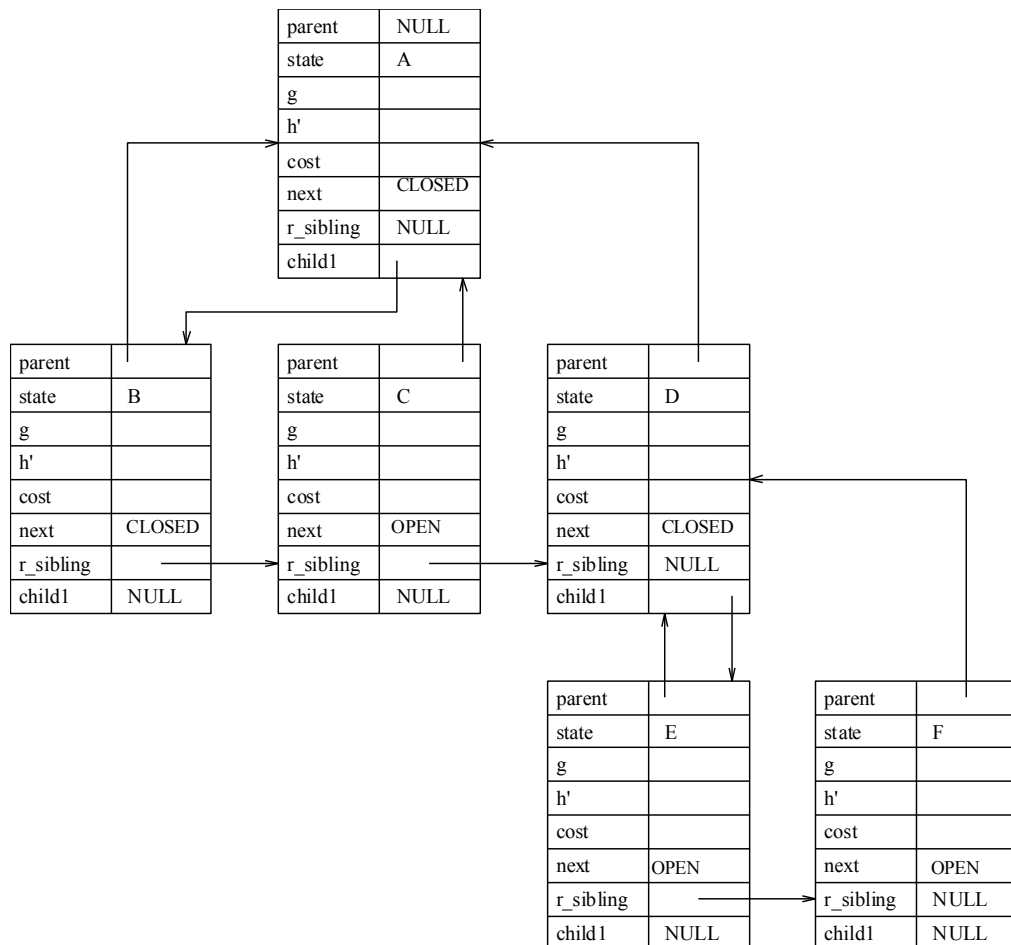 parent NULL
state A
g
h'
cost
next CLOSED
r_sibling NULL
child1
parent
state B
g
h'
cost
next CLOSED
r_sibling
child1 NULL
parent
state C
g
h'
cost
next OPEN
r_sibling
child1 NULL
parent
state D
g
h'
cost
next CLOSED
r_sibling NULL
child1
parent
state E
g
h'
cost
next OPEN
r_sibling
child1 NULL
parent
state F
g
h'
cost
next OPEN
r_sibling NULL
child1 NULL